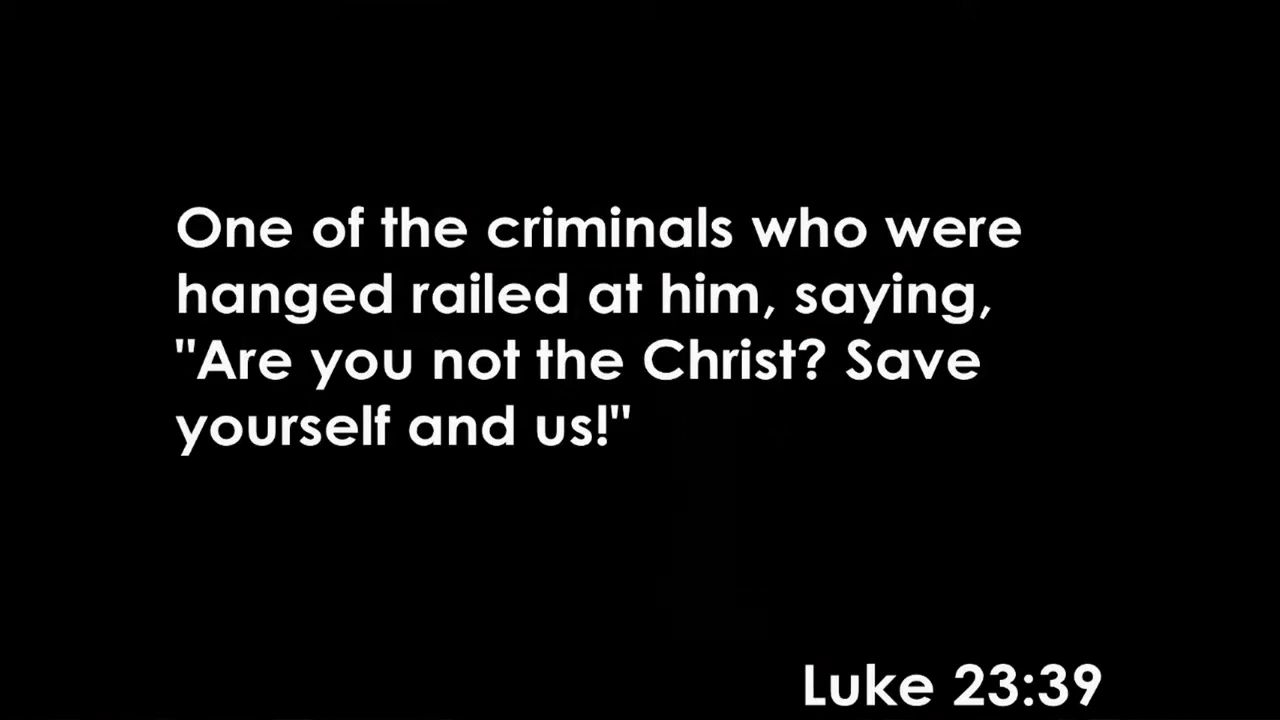 One of the criminals who were
hanged railed at him, saying,
"Are you not the Christ? Save
yourself and us!"
Luke 23:39